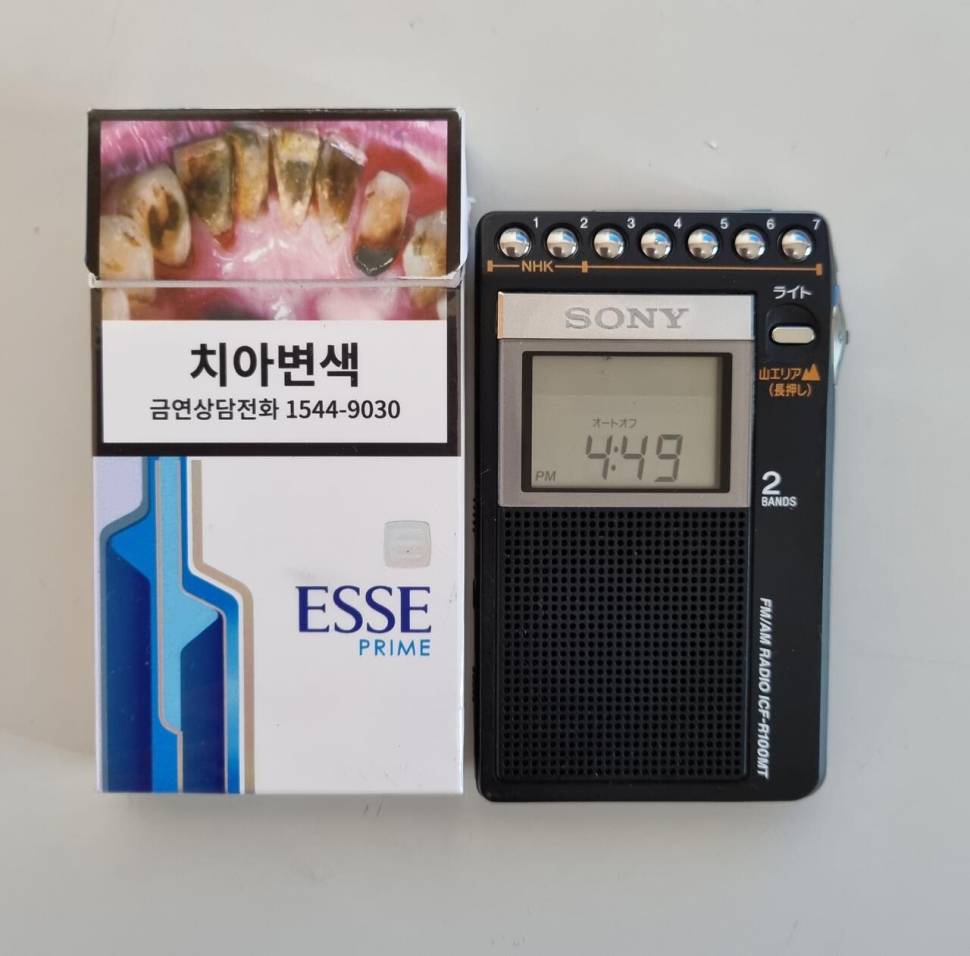 치아변색
금연상담전화 1544-9030
ESSE
PRIME
1 2 3 4 5 6 7
NHK
ライト
SONY
山エリア
(長押し)
オートオフ
PM 4:49
2
BANDS
FM/AM RADIO ICF-R100MT